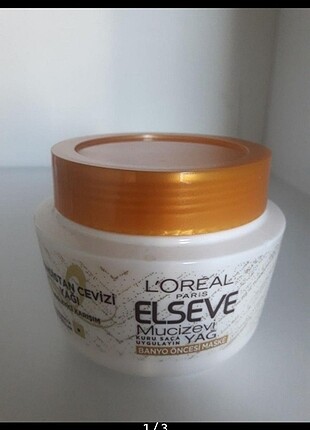 L'ORÉAL
PARIS
ELSEVE
Mucizevi
YAĞ
KURU SAÇA
UYGULAYIN
BANYO ÖNCESİ MASKE
CEVİZİ
YAĞI
1 / 3